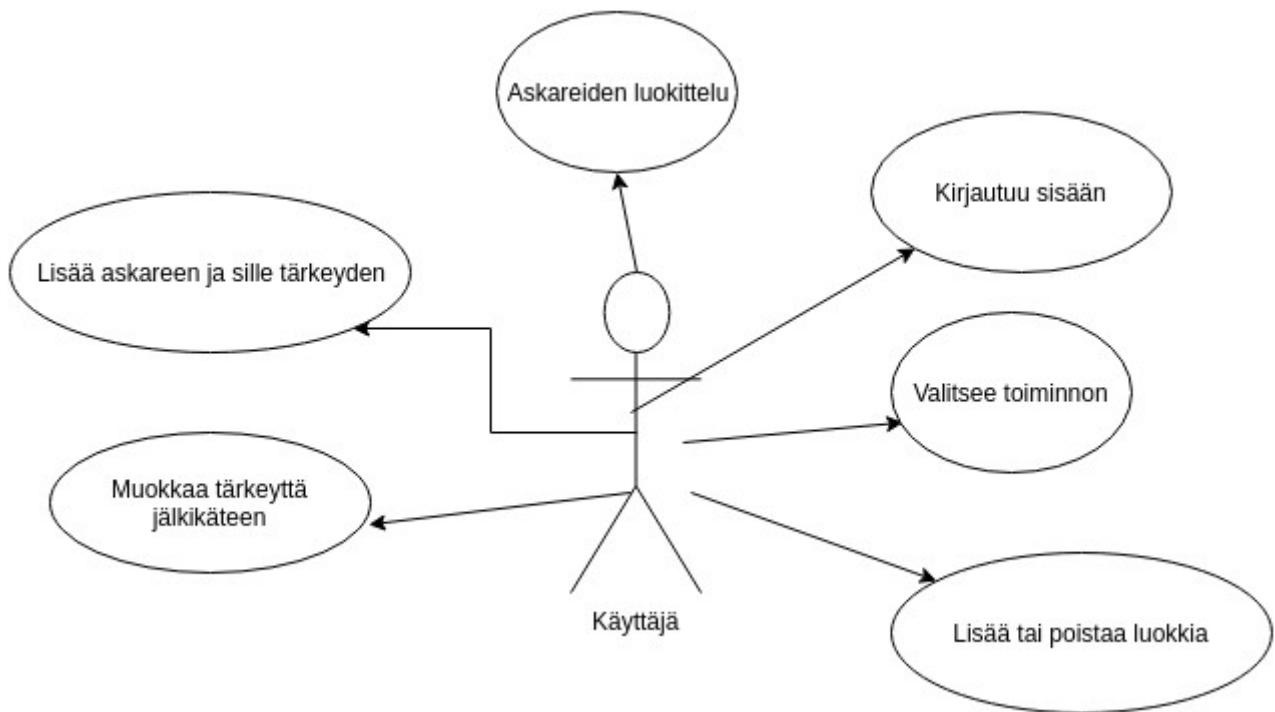 Askareiden luokittelu
Kirjautuu sisään
Lisää askareen ja sille tärkeyden
Valitsee toiminnon
Muokkaa tärkeyttä
jälkikäteen
Käyttäjä
Lisää tai poistaa luokkia